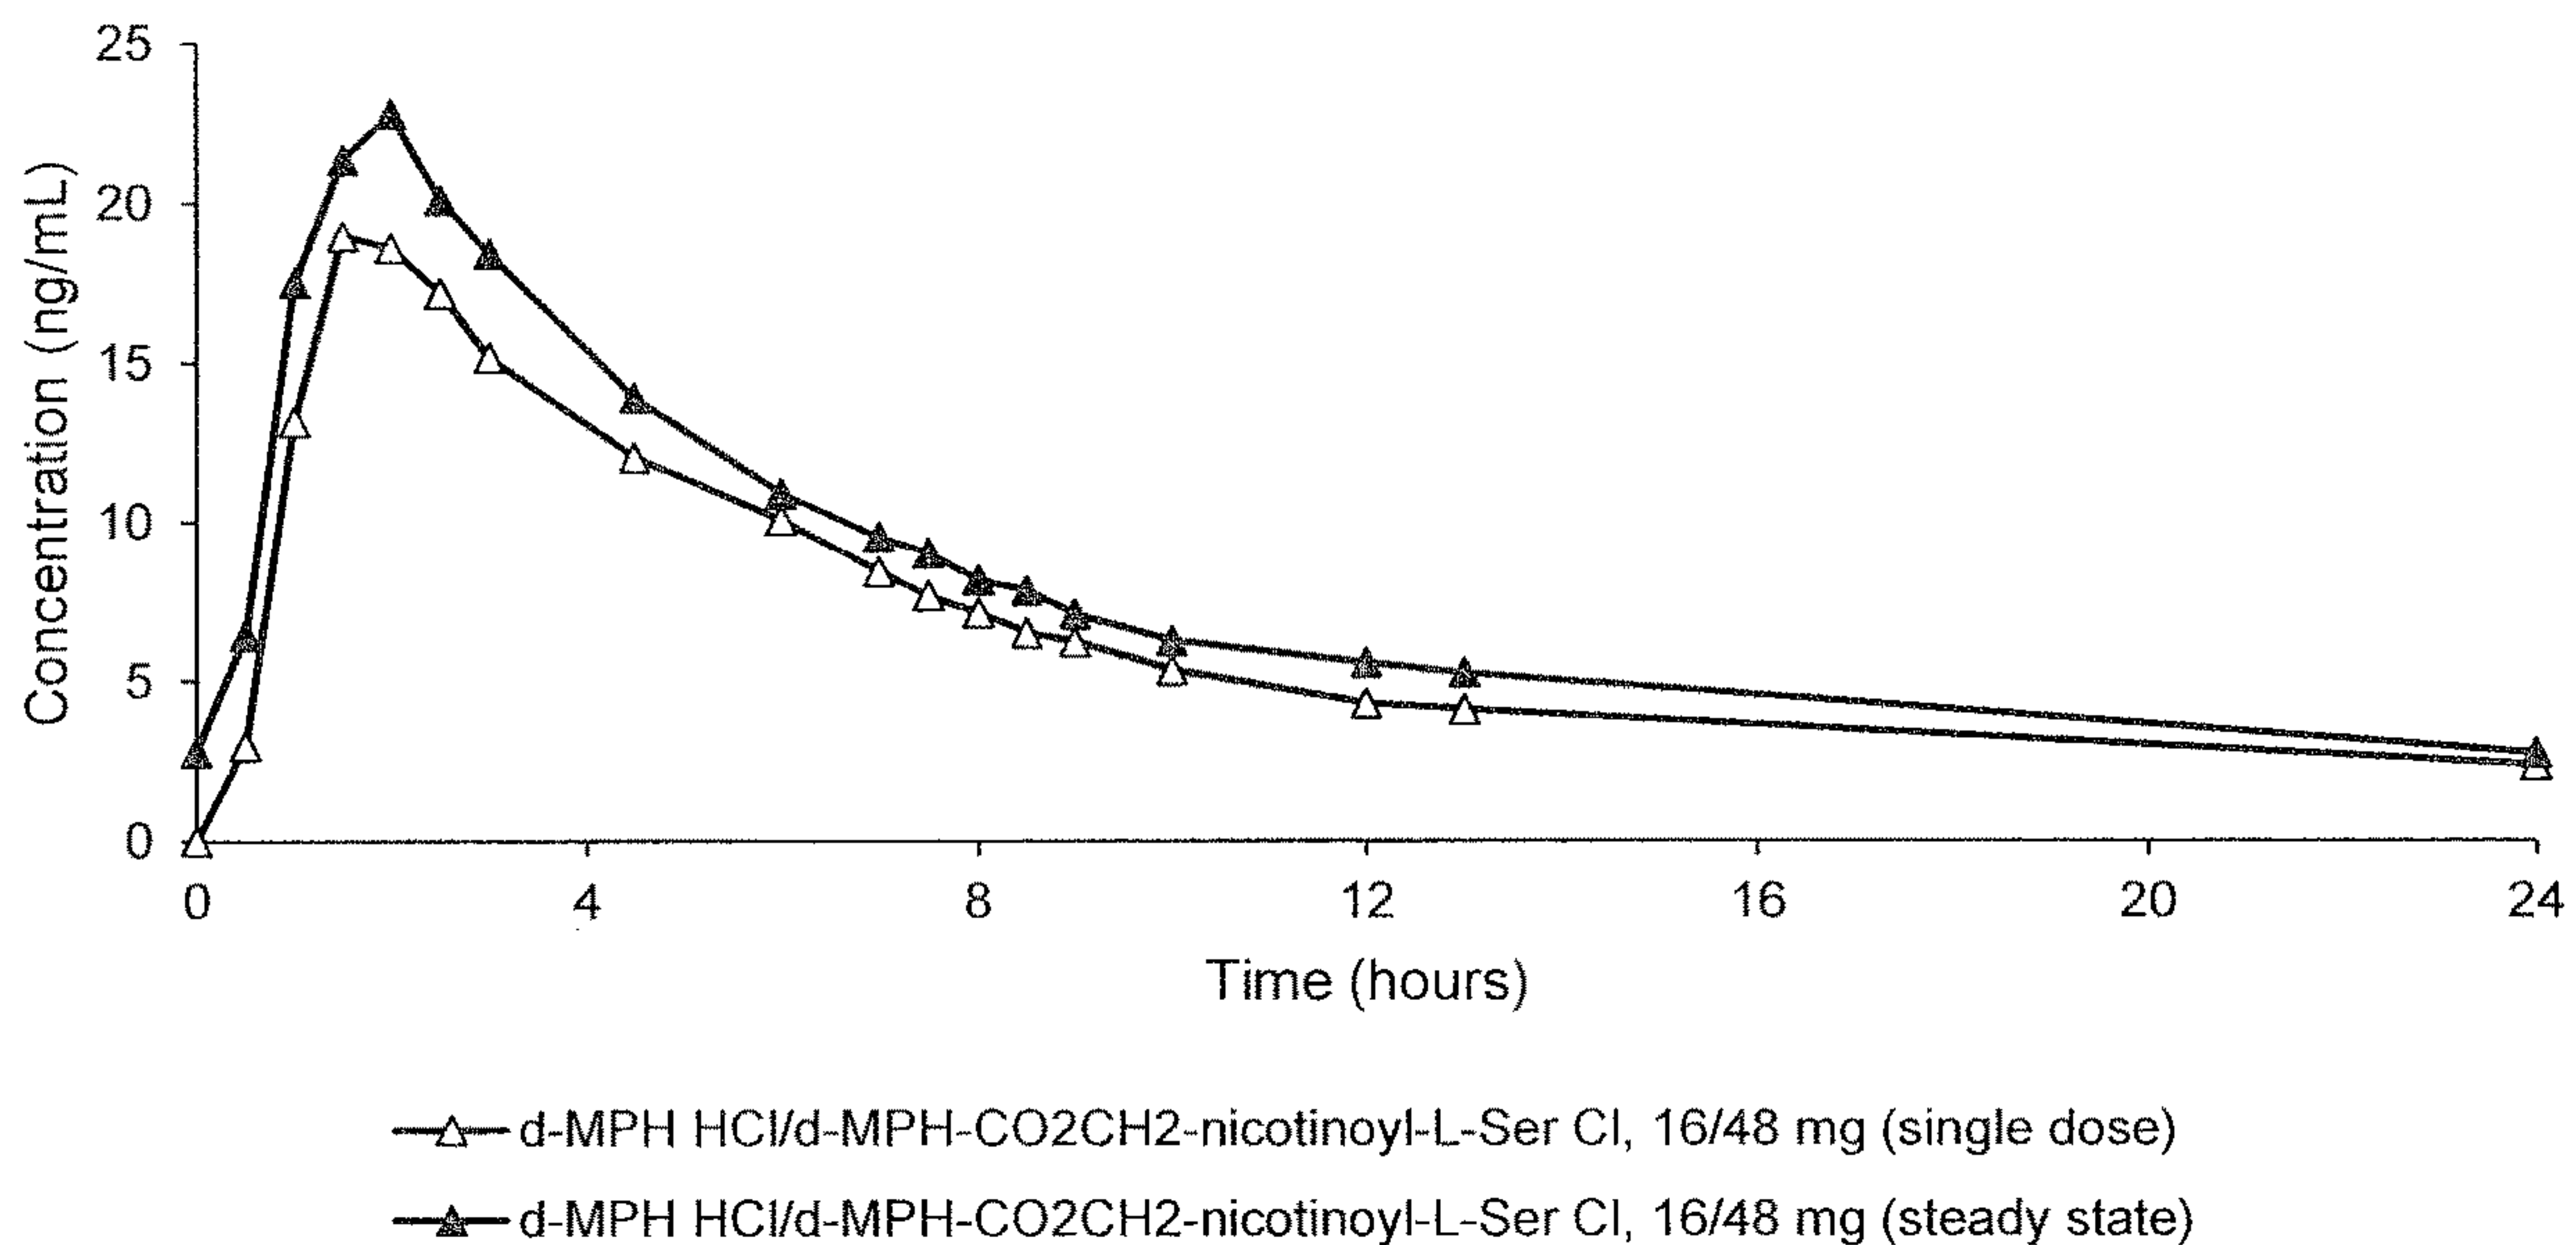 25
20
15
10
5
0
Concentration (ng/mL)
0 4 8 12 16 20 24
Time (hours)
d-MPH HCl/d-MPH-CO2CH2-nicotinoyl-L-Ser Cl, 16/48 mg (single dose)
d-MPH HCl/d-MPH-CO2CH2-nicotinoyl-L-Ser Cl, 16/48 mg (steady state)